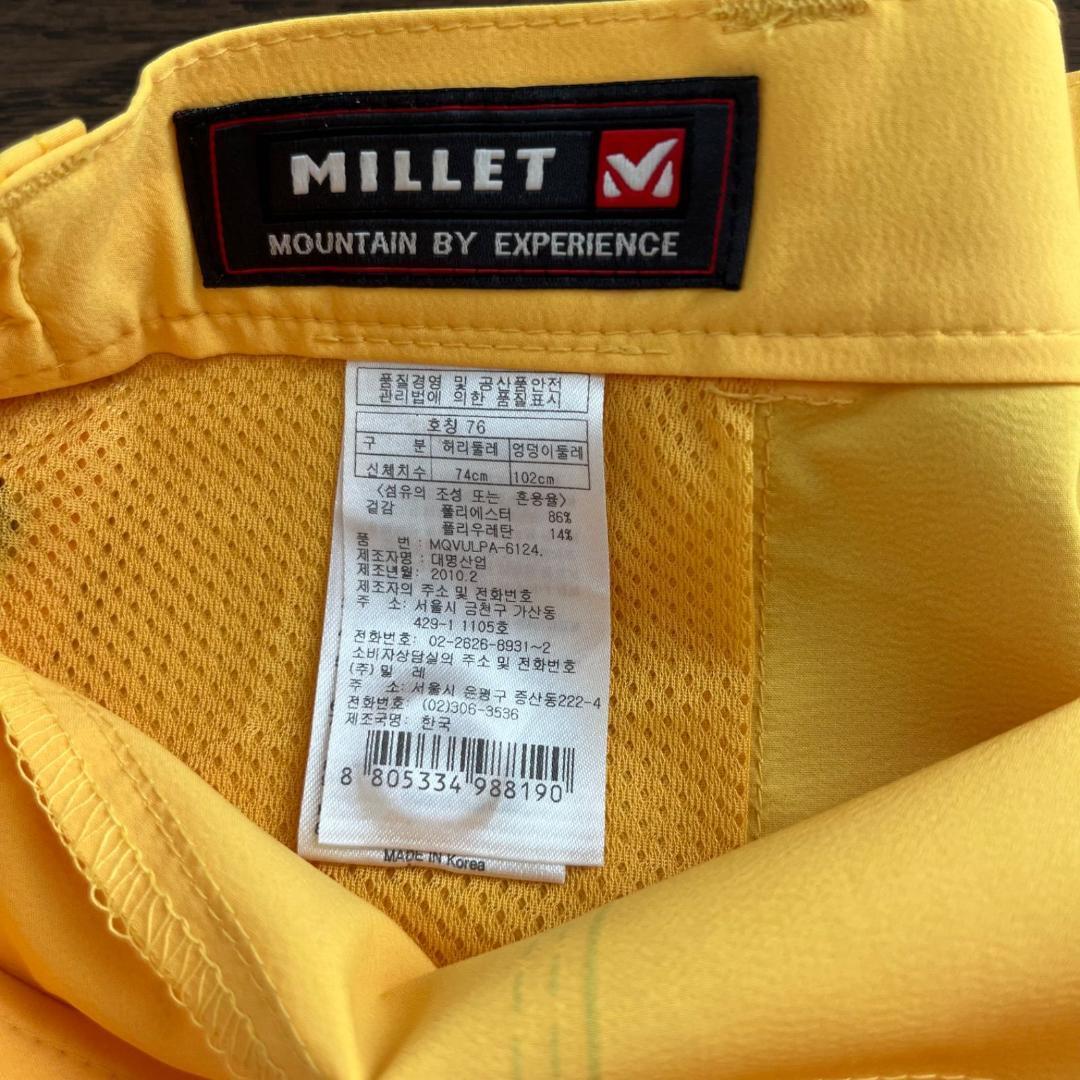 MILLET
MOUNTAIN BY EXPERIENCE
품질경영 및 공산품안전
관리법에 의한 품질표시
호칭 76
구 분 허리둘레 엉덩이둘레
신체치수 74cm 102cm
<섬유의 조성 또는 혼용율>
겉감 폴리에스터 86%
폴리우레탄 14%
품 번 : MQVULPA-6124.
제조자명 : 대명산업
제조년월: 2010.2
제조자의 주소 및 전화번호
주 소: 서울시 금천구 가산동
429-1 1105호
전화번호: 02-2626-8931~2
소비자상담실의 주소 및 전화번호
(주) 밀 레
주 소: 서울시 은평구 증산동222-4
전화번호: (02)306-3536
제조국명: 한국
8 805334 988190
MADE IN Korea